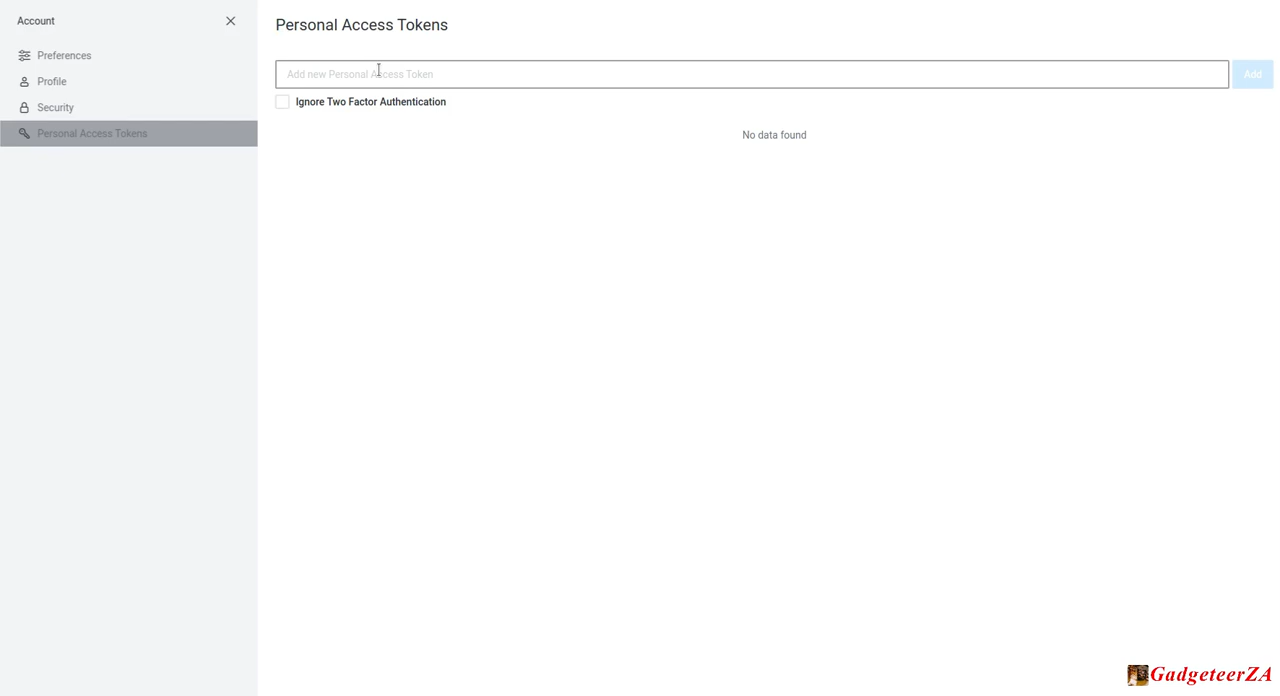 Account
Preferences
Profile
Security
Personal Access Tokens
Personal Access Tokens
Add new Personal Access Token
Add
Ignore Two Factor Authentication
No data found
GadgeteerZA